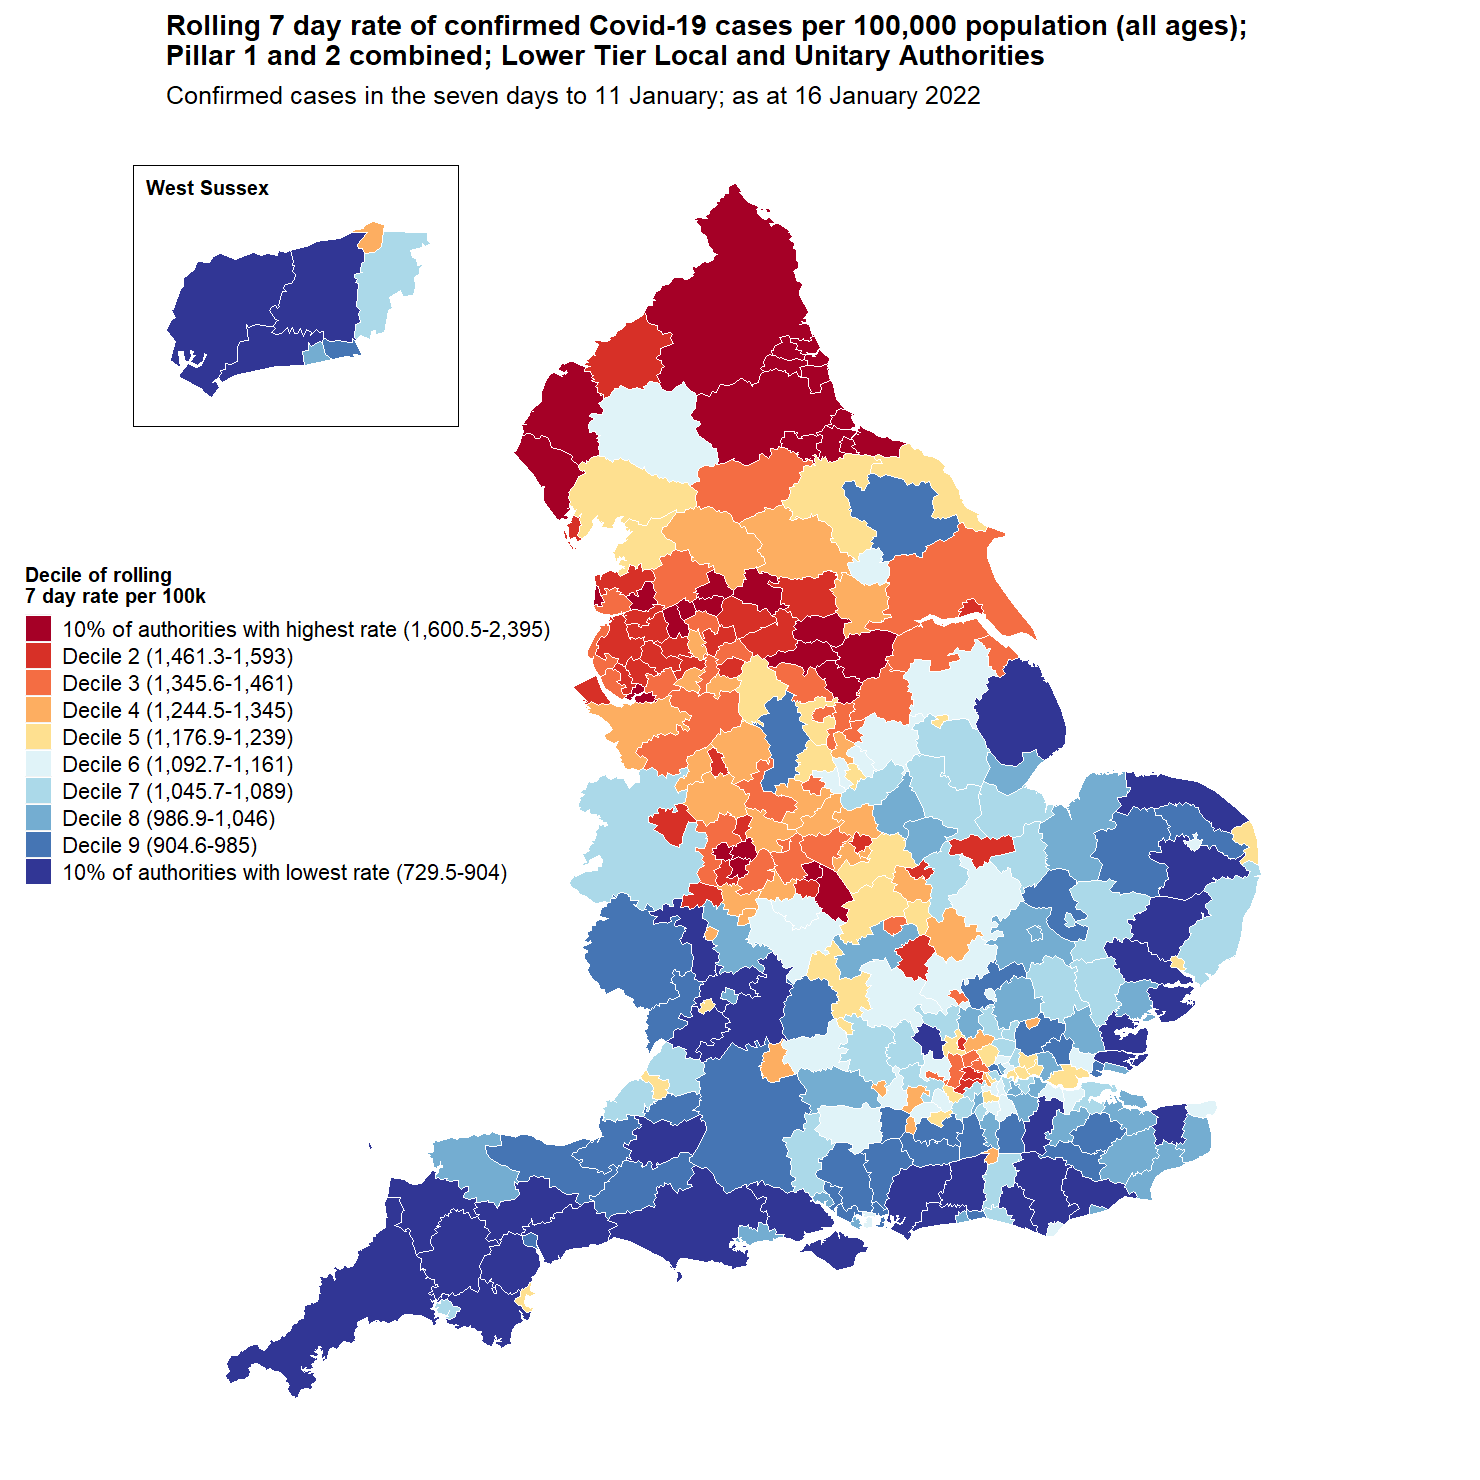 Rolling 7 day rate of confirmed Covid-19 cases per 100,000 population (all ages);
Pillar 1 and 2 combined; Lower Tier Local and Unitary Authorities
Confirmed cases in the seven days to 11 January; as at 16 January 2022
West Sussex
Decile of rolling
7 day rate per 100k
10% of authorities with highest rate (1,600.5-2,395)
Decile 2 (1,461.3-1,593)
Decile 3 (1,345.6-1,461)
Decile 4 (1,244.5-1,345)
Decile 5 (1,176.9-1,239)
Decile 6 (1,092.7-1,161)
Decile 7 (1,045.7-1,089)
Decile 8 (986.9-1,046)
Decile 9 (904.6-985)
10% of authorities with lowest rate (729.5-904)